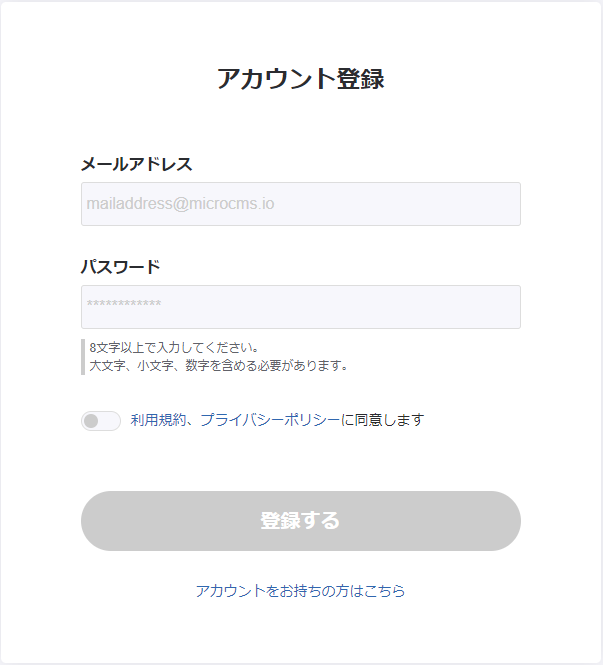 アカウント登録
メールアドレス
mailaddress@microcms.io
パスワード
************
8文字以上で入力してください。
大文字、小文字、数字を含める必要があります。
利用規約、プライバシーポリシーに同意します
登録する
アカウントをお持ちの方はこちら